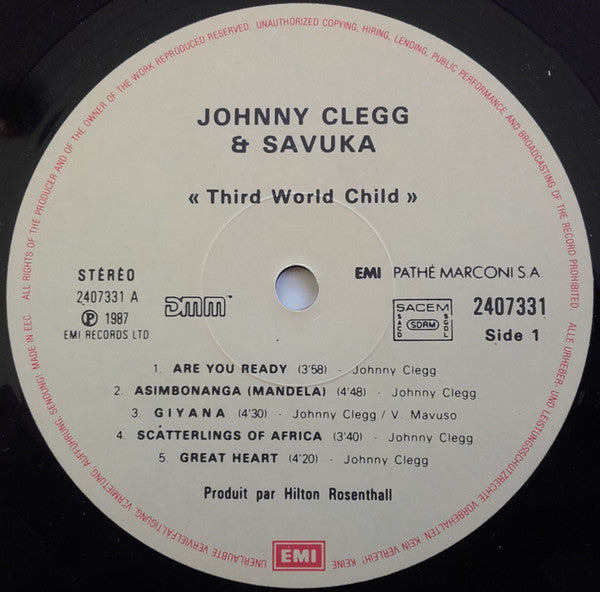 ALL RIGHTS OF THE PRODUCER AND OF THE OWNER OF THE WORK REPRODUCED RESERVED. UNAUTHORIZED COPYING, HIRING, LENDING, PUBLIC PERFORMANCE AND BROADCASTING OF THE RECORD PROHIBITED. ALLE URHEBER- UND LEISTUNGSSCHUTZRECHTE VORBEHALTEN. KEIN VERLEIH! KEINE UNERLAUBTE VERVIELFÄLTIGUNG, VERMIETUNG, AUFFÜHRUNG, SENDUNG! MADE IN EEC.
JOHNNY CLEGG
& SAVUKA
« Third World Child »
STÉRÉO
2407331 A
℗ 1987
EMI RECORDS LTD
DMM
EMI PATHÉ MARCONI S.A.
SACEM
SACD
SDRM
SGDL
2407331
Side 1
1. ARE YOU READY (3'58) - Johnny Clegg
2. ASIMBONANGA (MANDELA) (4'48) - Johnny Clegg
3. GIYANA (4'30) - Johnny Clegg / V. Mavuso
4. SCATTERLINGS OF AFRICA (3'40) - Johnny Clegg
5. GREAT HEART (4'20) - Johnny Clegg
Produit par Hilton Rosenthall
EMI